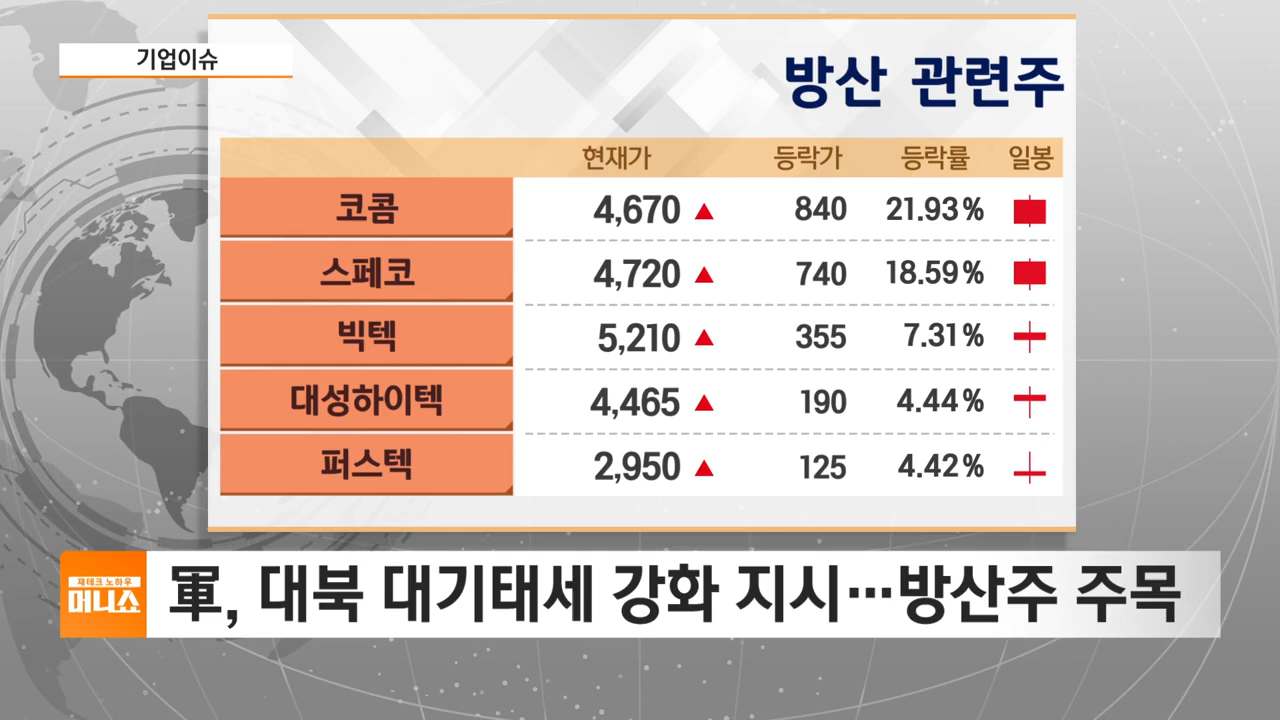 기업이슈
방산 관련주
현재가 등락가 등락률 일봉
코콤 4,670 ▲ 840 21.93%
스페코 4,720 ▲ 740 18.59%
빅텍 5,210 ▲ 355 7.31%
대성하이텍 4,465 ▲ 190 4.44%
퍼스텍 2,950 ▲ 125 4.42%
재테크 노하우
머니쇼
軍, 대북 대기태세 강화 지시…방산주 주목